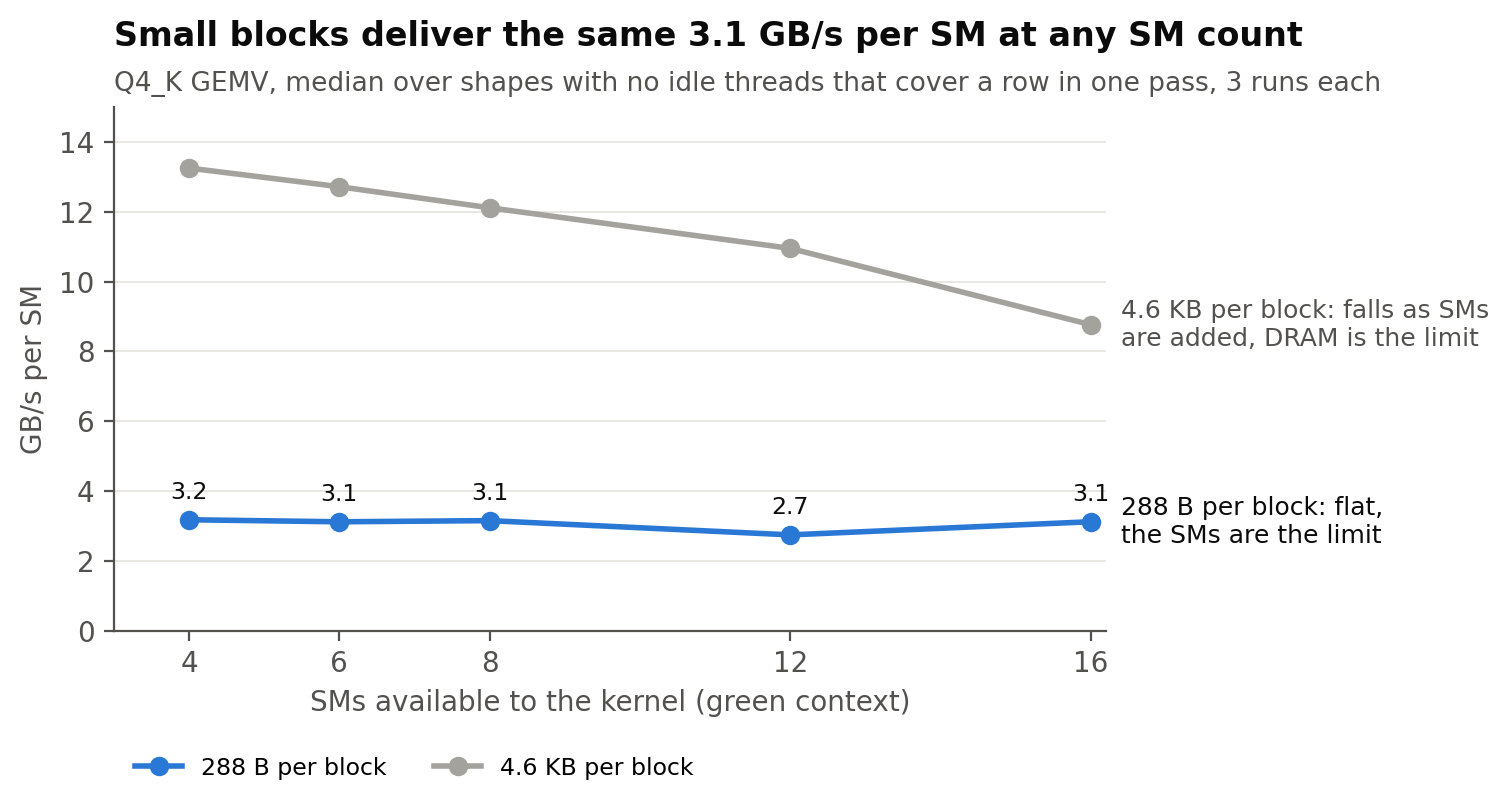 Small blocks deliver the same 3.1 GB/s per SM at any SM count
Q4_K GEMV, median over shapes with no idle threads that cover a row in one pass, 3 runs each
GB/s per SM
14
12
10
8
6
4
2
0
4.6 KB per block: falls as SMs
are added, DRAM is the limit
3.2
3.1
3.1
2.7
3.1
288 B per block: flat,
the SMs are the limit
4
6
8
12
16
SMs available to the kernel (green context)
288 B per block
4.6 KB per block